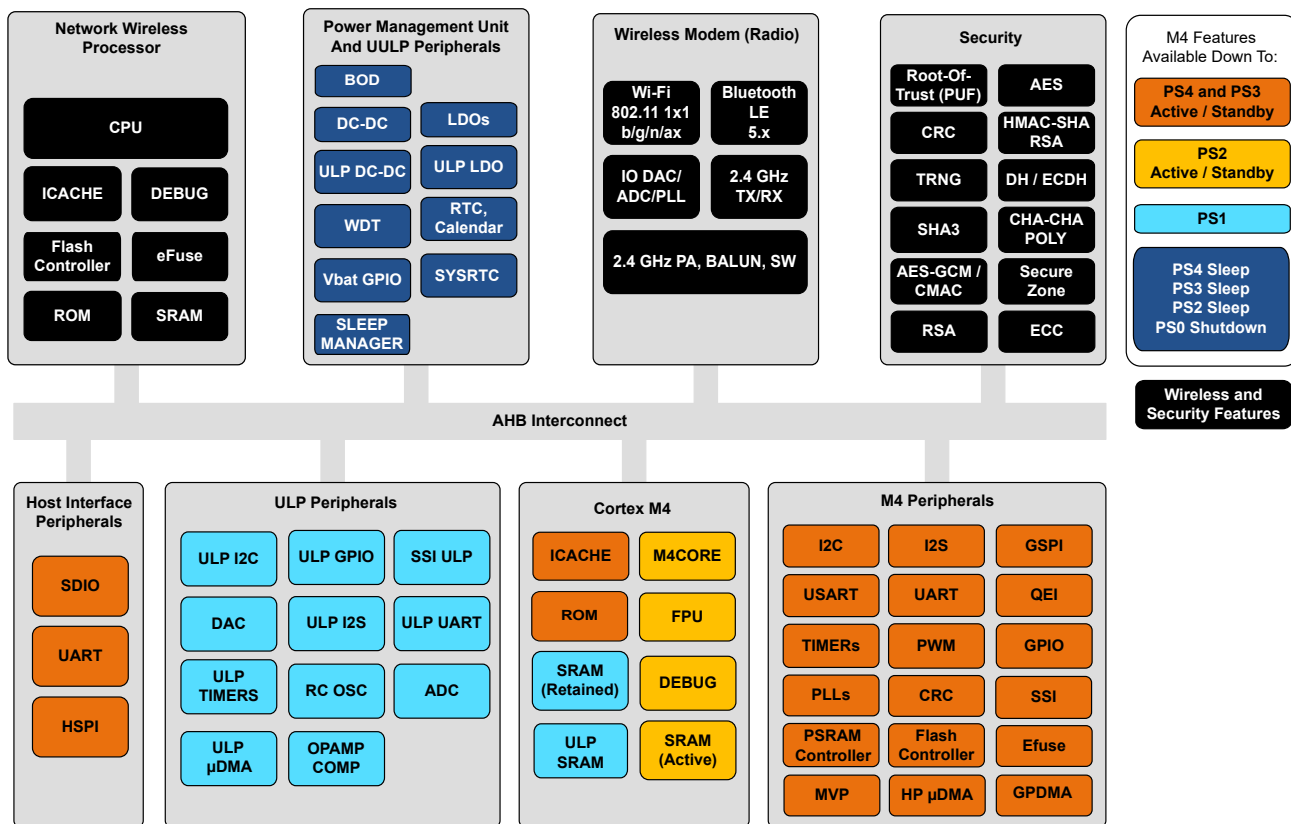 Network Wireless
Processor
CPU
ICACHE
DEBUG
Flash
Controller
eFuse
ROM
SRAM
Power Management Unit
And UULP Peripherals
BOD
DC-DC
LDOs
ULP DC-DC
ULP LDO
WDT
RTC,
Calendar
Vbat GPIO
SYSRTC
SLEEP
MANAGER
Wireless Modem (Radio)
Wi-Fi
802.11 1x1
b/g/n/ax
Bluetooth
LE
5.x
IO DAC/
ADC/PLL
2.4 GHz
TX/RX
2.4 GHz PA, BALUN, SW
Security
Root-Of-
Trust (PUF)
AES
CRC
HMAC-SHA
RSA
TRNG
DH / ECDH
SHA3
CHA-CHA
POLY
AES-GCM /
CMAC
Secure
Zone
RSA
ECC
M4 Features
Available Down To:
PS4 and PS3
Active / Standby
PS2
Active / Standby
PS1
PS4 Sleep
PS3 Sleep
PS2 Sleep
PS0 Shutdown
Wireless and
Security Features
AHB Interconnect
Host Interface
Peripherals
SDIO
UART
HSPI
ULP Peripherals
ULP I2C
ULP GPIO
SSI ULP
DAC
ULP I2S
ULP UART
ULP
TIMERS
RC OSC
ADC
ULP
µDMA
OPAMP
COMP
Cortex M4
ICACHE
M4CORE
ROM
FPU
SRAM
(Retained)
DEBUG
ULP
SRAM
SRAM
(Active)
M4 Peripherals
I2C
I2S
GSPI
USART
UART
QEI
TIMERs
PWM
GPIO
PLLs
CRC
SSI
PSRAM
Controller
Flash
Controller
Efuse
MVP
HP µDMA
GPDMA